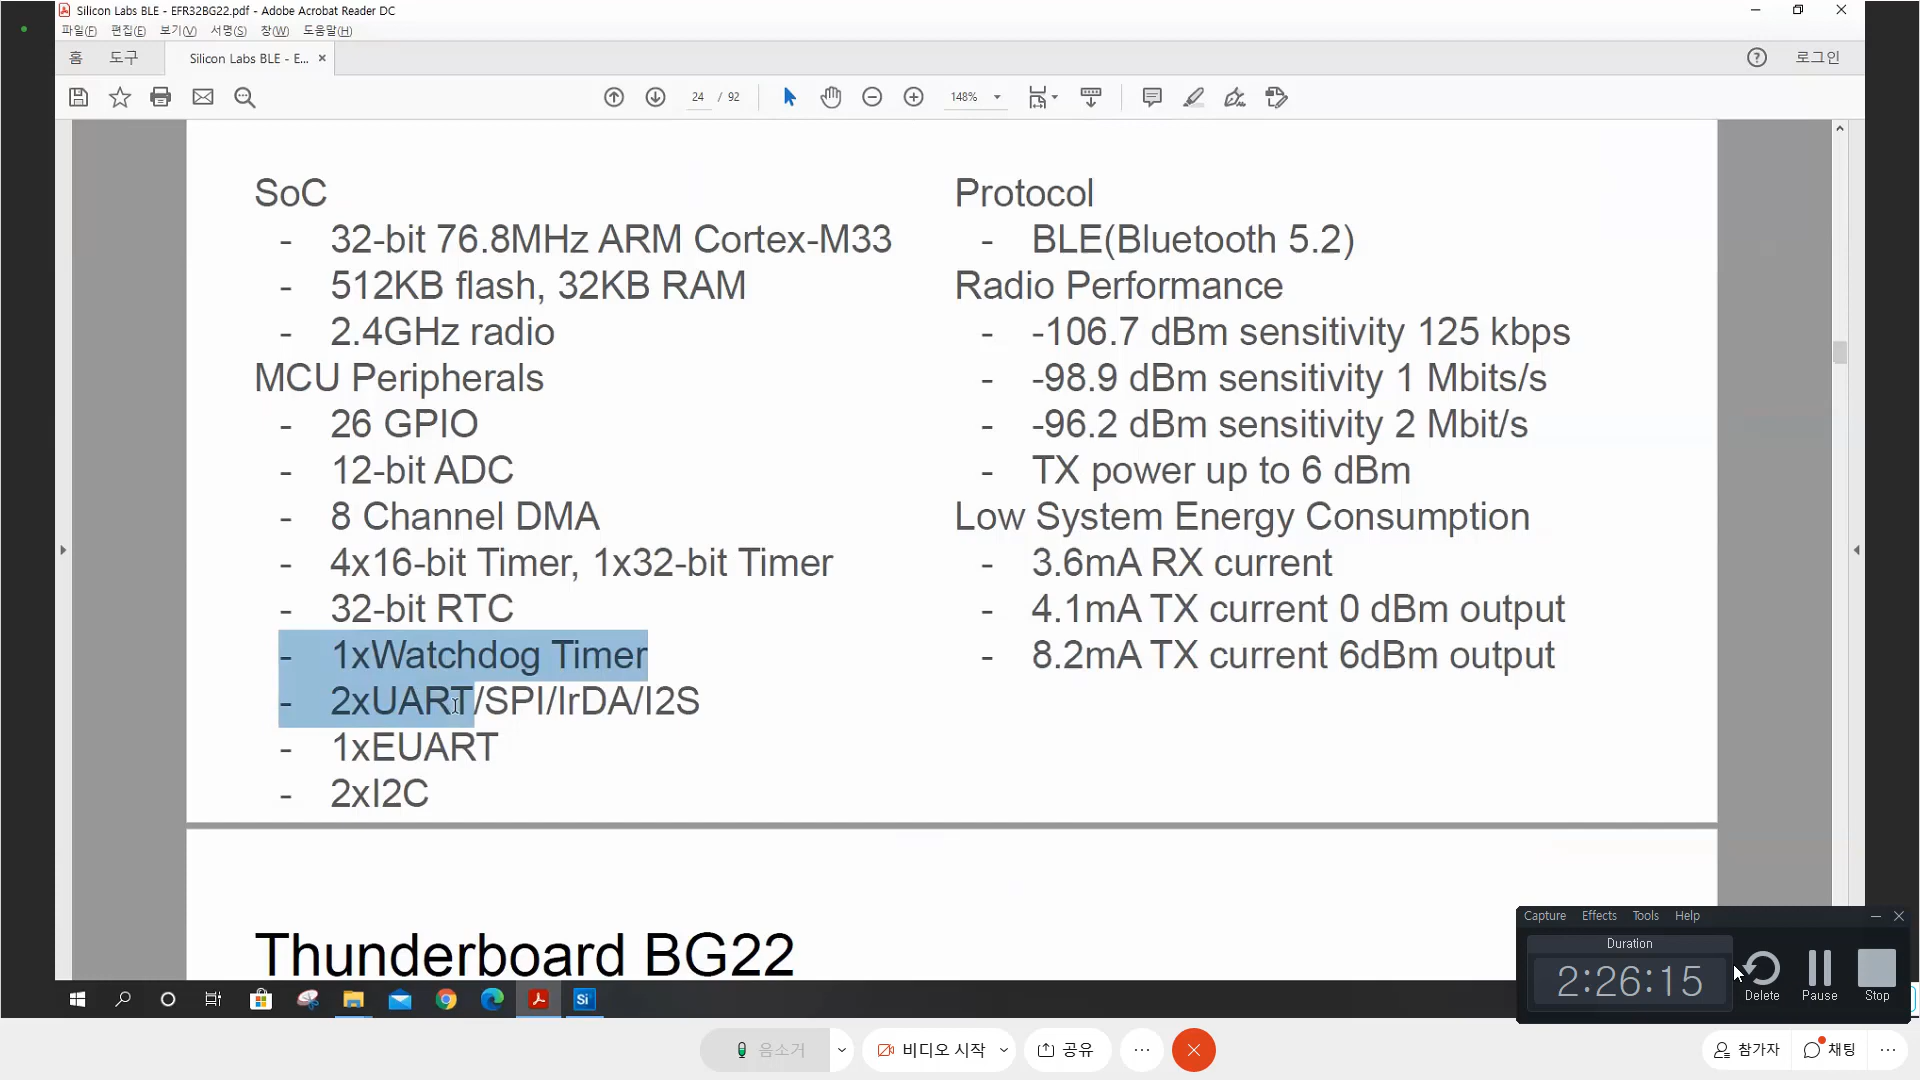 Silicon Labs BLE - EFR32BG22.pdf - Adobe Acrobat Reader DC
파일(F) 편집(E) 보기(V) 서명(S) 창(W) 도움말(H)
홈 도구 Silicon Labs BLE - E... ×
로그인
24 / 92
148%
SoC
- 32-bit 76.8MHz ARM Cortex-M33
- 512KB flash, 32KB RAM
- 2.4GHz radio
MCU Peripherals
- 26 GPIO
- 12-bit ADC
- 8 Channel DMA
- 4x16-bit Timer, 1x32-bit Timer
- 32-bit RTC
- 1xWatchdog Timer
- 2xUART/SPI/IrDA/I2S
- 1xEUART
- 2xI2C
Protocol
- BLE(Bluetooth 5.2)
Radio Performance
- -106.7 dBm sensitivity 125 kbps
- -98.9 dBm sensitivity 1 Mbits/s
- -96.2 dBm sensitivity 2 Mbit/s
- TX power up to 6 dBm
Low System Energy Consumption
- 3.6mA RX current
- 4.1mA TX current 0 dBm output
- 8.2mA TX current 6dBm output
Thunderboard BG22
Capture Effects Tools Help
Duration
2:26:15
Delete Pause Stop
Si
음소거 비디오 시작 공유 ... 참가자 채팅 ...